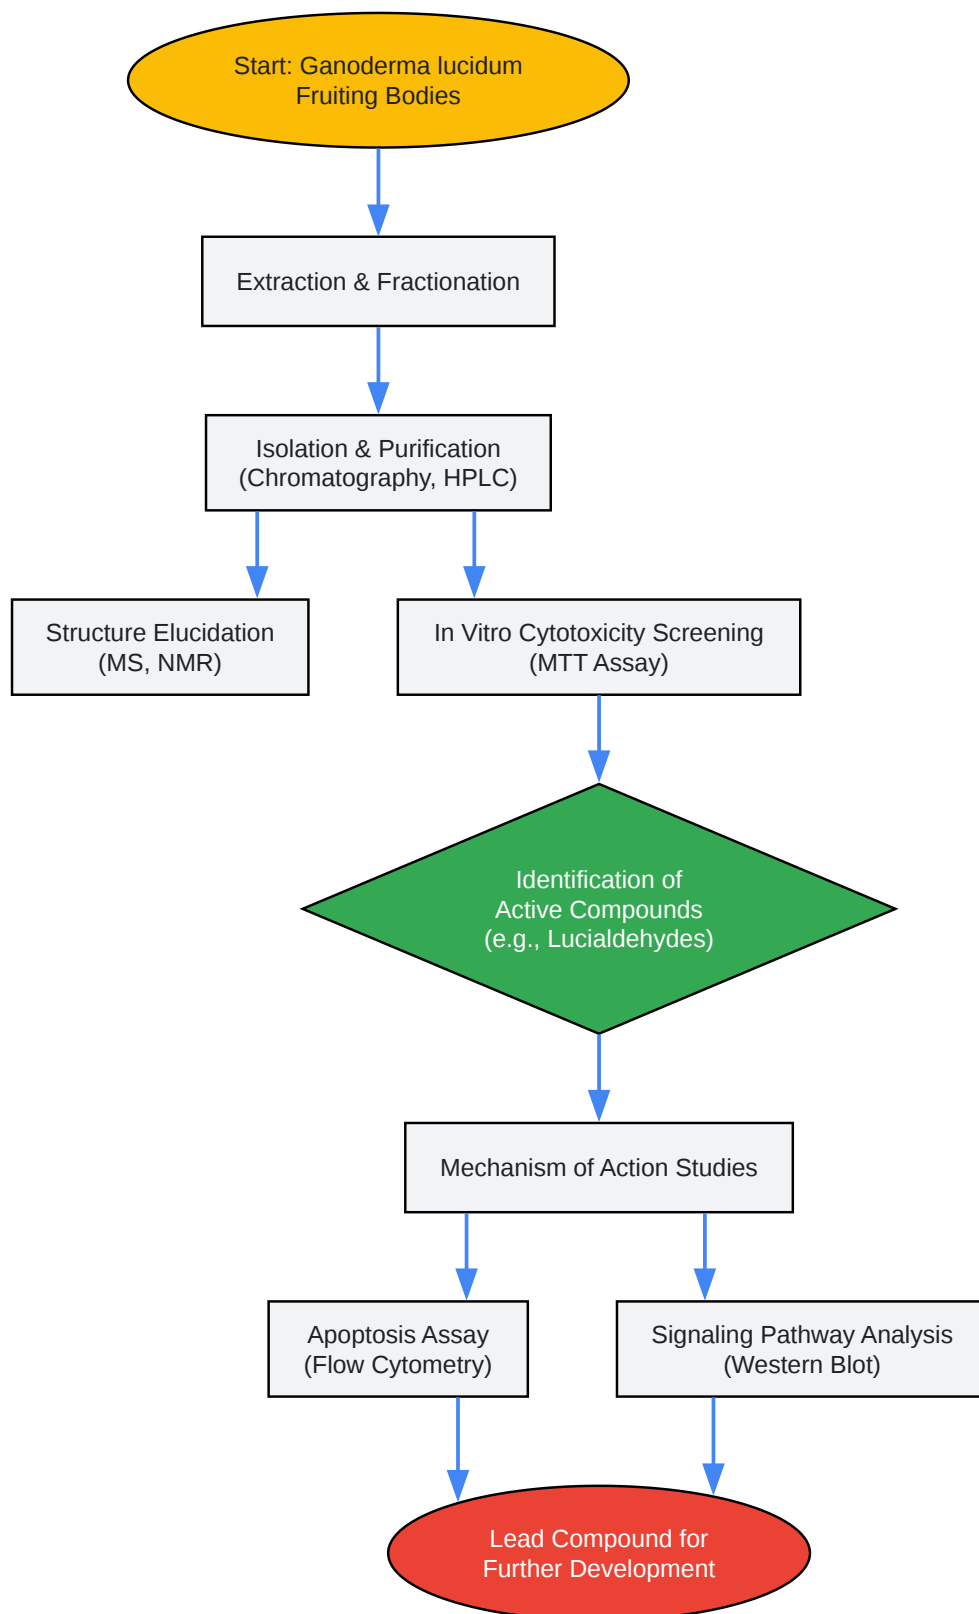 Start: Ganoderma lucidum
Fruiting Bodies
Extraction & Fractionation
Isolation & Purification
(Chromatography, HPLC)
Structure Elucidation
(MS, NMR)
In Vitro Cytotoxicity Screening
(MTT Assay)
Identification of
Active Compounds
(e.g., Lucialdehydes)
Mechanism of Action Studies
Apoptosis Assay
(Flow Cytometry)
Signaling Pathway Analysis
(Western Blot)
Lead Compound for
Further Development